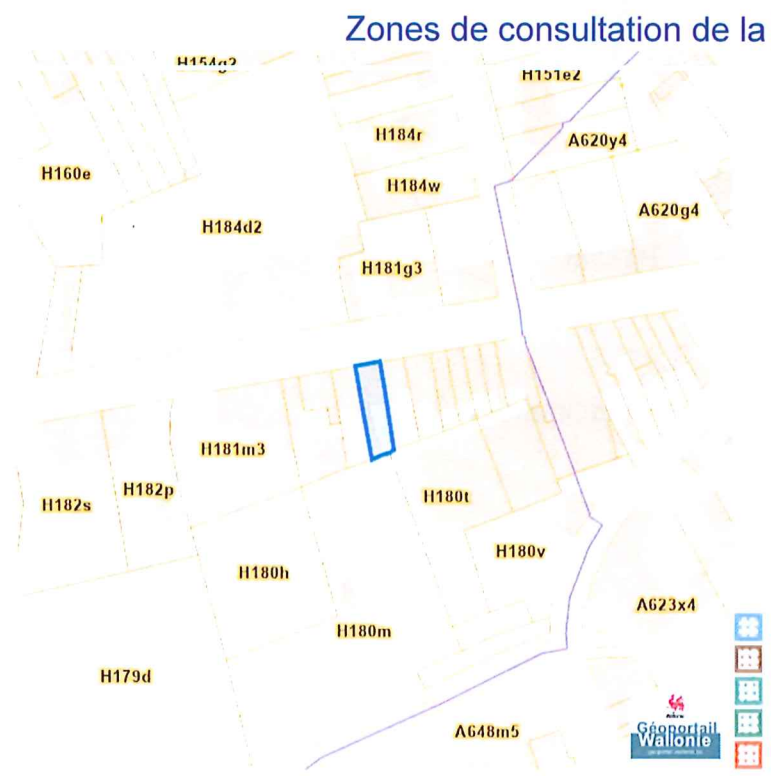 Zones de consultation de la
H154g2
H151e2
H184r
A620y4
H160e
H184w
A620g4
H184d2
H181g3
H181m3
H182p
H182s
H180t
H180v
H180h
A623x4
H180m
H179d
A648m5
Géoportail
Wallonie